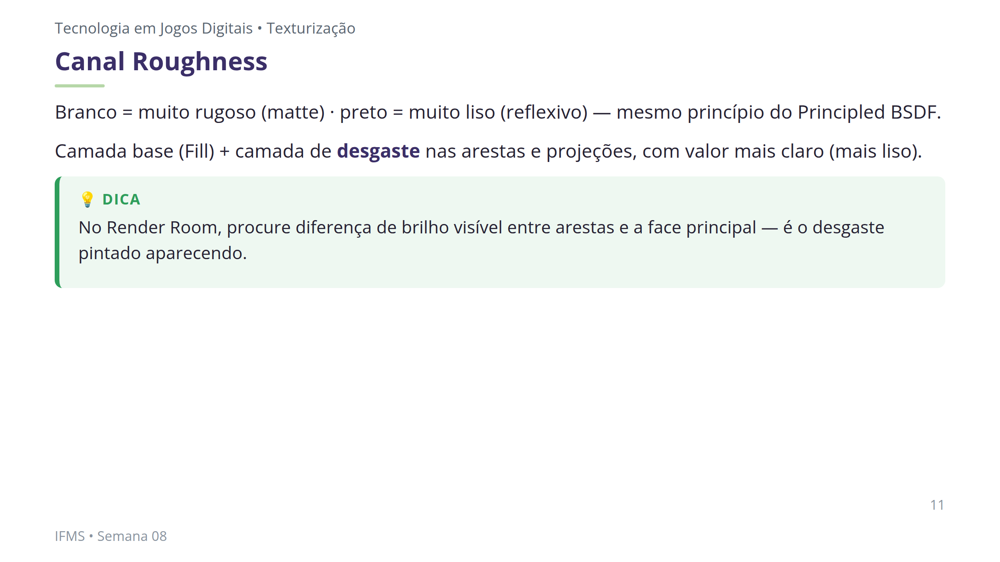 Tecnologia em Jogos Digitais • Texturização
Canal Roughness
Branco = muito rugoso (matte) · preto = muito liso (reflexivo) — mesmo princípio do Principled BSDF.
Camada base (Fill) + camada de desgaste nas arestas e projeções, com valor mais claro (mais liso).
💡 DICA
No Render Room, procure diferença de brilho visível entre arestas e a face principal — é o desgaste
pintado aparecendo.
11
IFMS • Semana 08